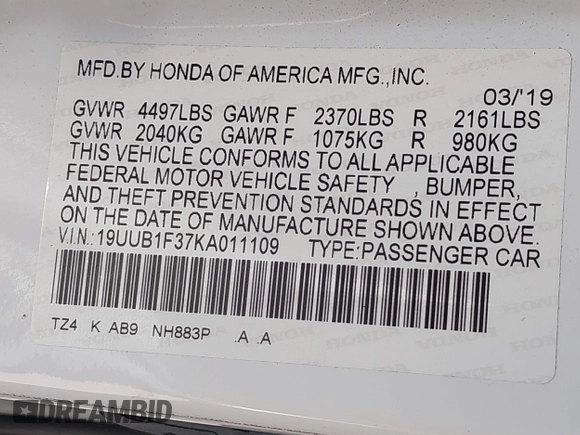 MFD.BY HONDA OF AMERICA MFG.,INC.
03/'19
GVWR 4497LBS GAWR F 2370LBS R 2161LBS
GVWR 2040KG GAWR F 1075KG R 980KG
THIS VEHICLE CONFORMS TO ALL APPLICABLE
FEDERAL MOTOR VEHICLE SAFETY , BUMPER,
AND THEFT PREVENTION STANDARDS IN EFFECT
ON THE DATE OF MANUFACTURE SHOWN ABOVE.
V.I.N.:19UUB1F37KA011109 TYPE:PASSENGER CAR
TZ4 K AB9 NH883P .A .A
DREAMBID